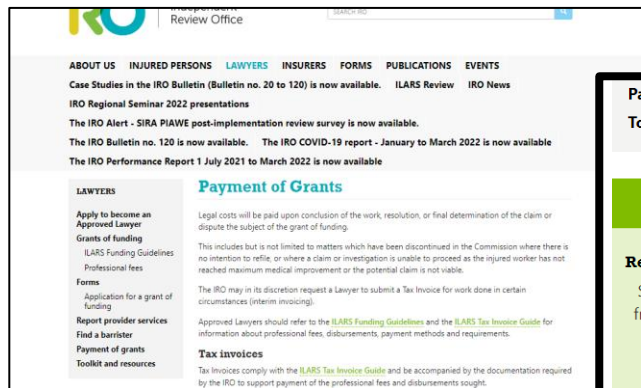 IRO
Independent
Review Office
SEARCH IRO
ABOUT US INJURED PERSONS LAWYERS INSURERS FORMS PUBLICATIONS EVENTS
Case Studies in the IRO Bulletin (Bulletin no. 20 to 120) is now available. ILARS Review IRO News
IRO Regional Seminar 2022 presentations
The IRO Alert - SIRA PIAWE post-implementation review survey is now available.
The IRO Bulletin no. 120 is now available. The IRO COVID-19 report - January to March 2022 is now available
The IRO Performance Report 1 July 2021 to March 2022 is now available
LAWYERS
Apply to become an
Approved Lawyer
Grants of funding
ILARS Funding Guidelines
Professional fees
Forms
Application for a grant of
funding
Report provider services
Find a barrister
Payment of grants
Toolkit and resources
Payment of Grants
Legal costs will be paid upon conclusion of the work, resolution, or final determination of the claim or
dispute the subject of the grant of funding.
This includes but is not limited to matters which have been discontinued in the Commission where there is
no intention to refile, or where a claim or investigation is unable to proceed as the injured worker has not
reached maximum medical improvement or the potential claim is not viable.
The IRO may in its discretion request a Lawyer to submit a Tax Invoice for work done in certain
circumstances (interim invoicing).
Approved Lawyers should refer to the ILARS Funding Guidelines and the ILARS Tax Invoice Guide for
information about professional fees, disbursements, payment methods and requirements.
Tax invoices
Tax Invoices comply with the ILARS Tax Invoice Guide and be accompanied by the documentation required
by the IRO to support payment of the professional fees and disbursements sought.